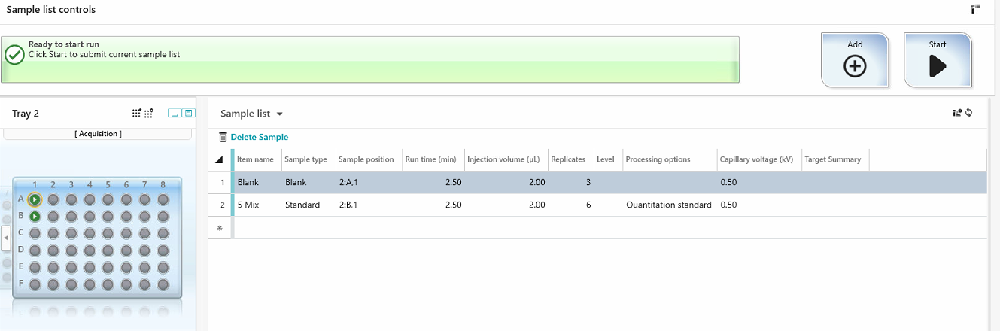 Sample list controls
Ready to start run
Click Start to submit current sample list
Add
Start
Tray 2
[ Acquisition ]
1 2 3 4 5 6 7 8
A
B
C
D
E
F
7
Sample list
Delete Sample
Item name Sample type Sample position Run time (min) Injection volume (µL) Replicates Level Processing options Capillary voltage (kV) Target Summary
1 Blank Blank 2:A,1 2.50 2.00 3 0.50
2 5 Mix Standard 2:B,1 2.50 2.00 6 Quantitation standard 0.50
*